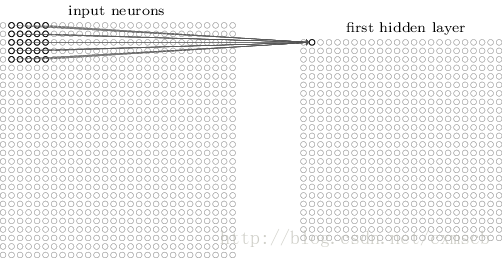 input neurons
first hidden layer